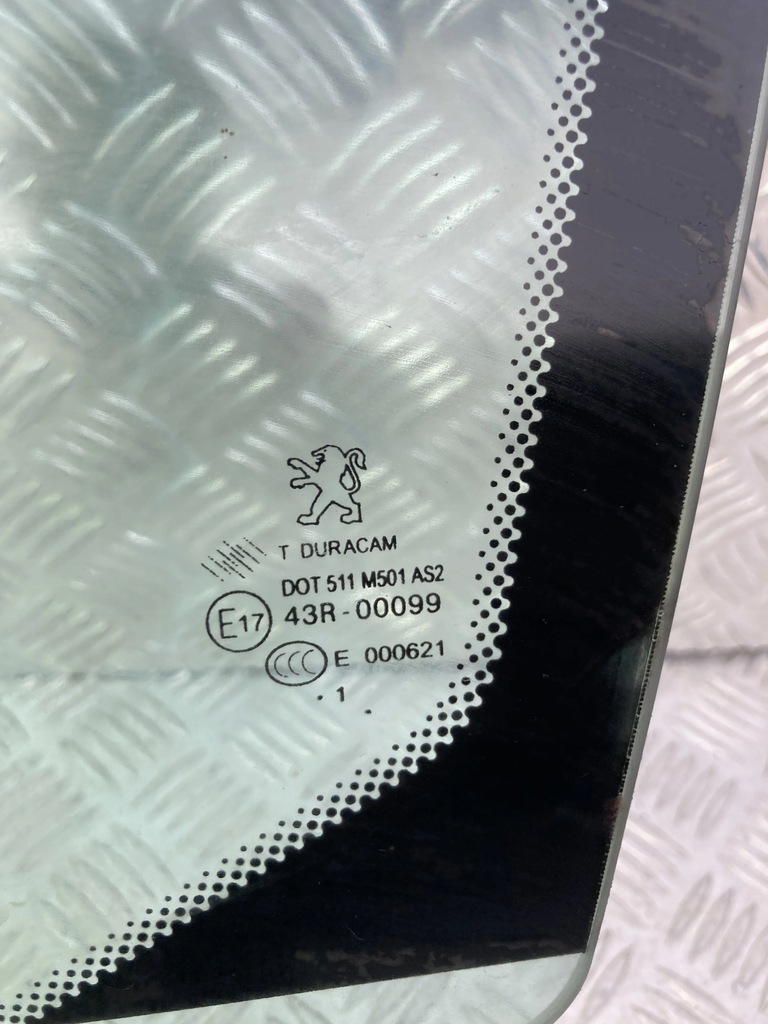 T DURACAM
DOT 511 M501 AS2
E17 43R-00099
CCC E 000621
. 1 .